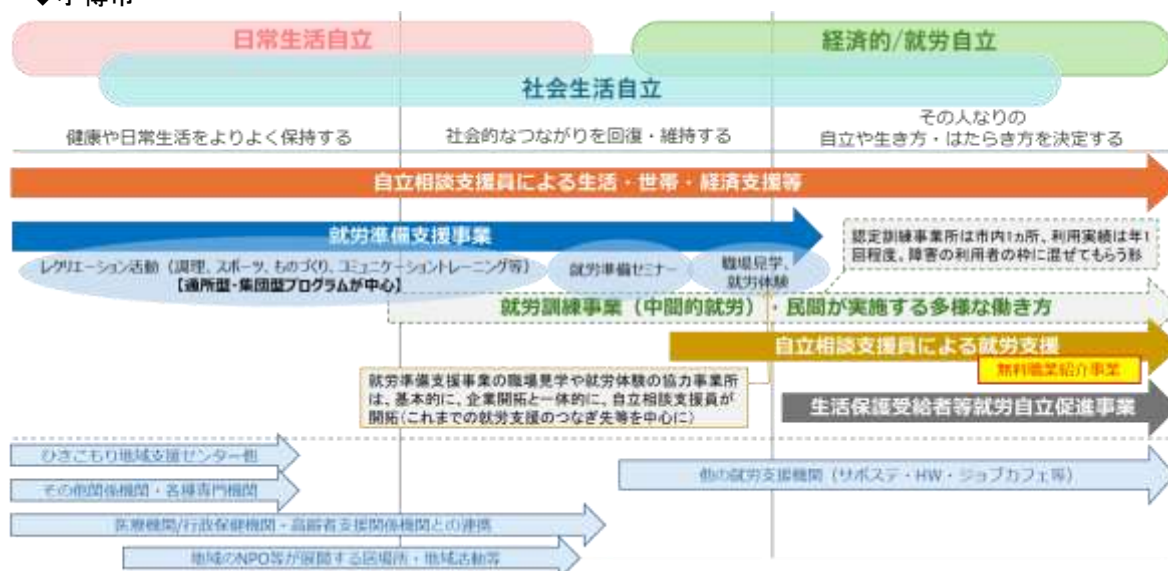 日常生活自立
経済的/就労自立
社会生活自立
健康や日常生活をよりよく保持する
社会的なつながりを回復・維持する
その人なりの
自立や生き方・はたらき方を決定する
自立相談支援員による生活・世帯・経済支援等
就労準備支援事業
レクリエーション活動（調理、スポーツ、ものづくり、コミュニケーショントレーニング等）
【通所型・集団型プログラムが中心】
就労準備セミナー
職場見学、
就労体験
認定訓練事業所は市内1ヵ所、利用実績は年1
回程度、障害の利用者の枠に混ぜてもらう形
就労訓練事業（中間的就労）・民間が実施する多様な働き方
自立相談支援員による就労支援
無料職業紹介事業
就労準備支援事業の職場見学や就労体験の協力事業所
は、基本的に、企業開拓と一体的に、自立相談支援員が
開拓（これまでの就労支援のつなぎ先等を中心に）
生活保護受給者等就労自立促進事業
ひきこもり地域支援センター他
その他関係機関・各種専門機関
他の就労支援機関（サポステ・HW・ジョブカフェ等）
医療機関/行政保健機関・高齢者支援関係機関との連携
地域のNPO等が展開する居場所・地域活動等